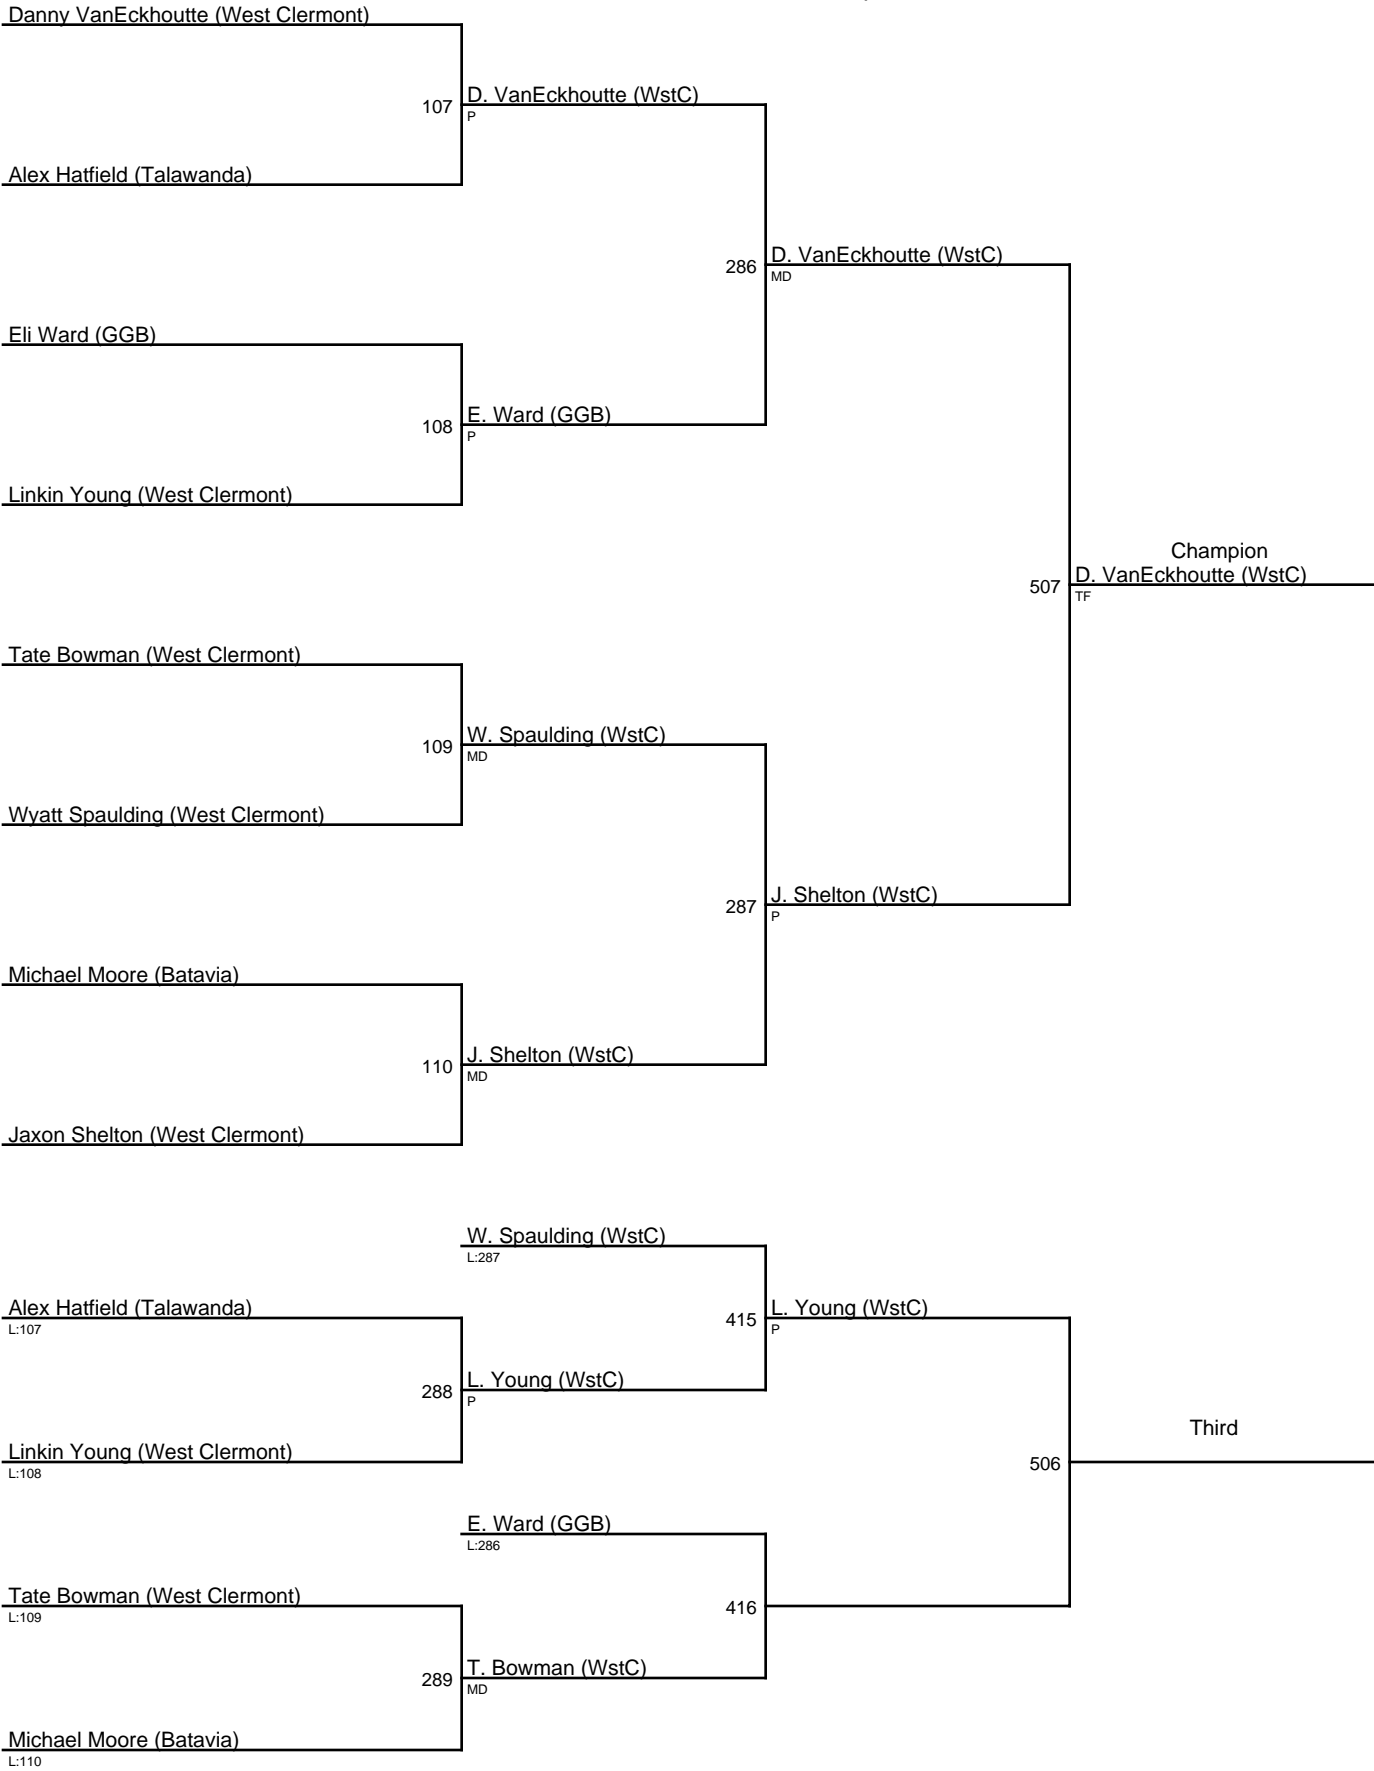 Danny VanEckhoutte (West Clermont)
107 D. VanEckhoutte (WstC)
P
Alex Hatfield (Talawanda)
286 D. VanEckhoutte (WstC)
MD
Eli Ward (GGB)
108 E. Ward (GGB)
P
Linkin Young (West Clermont)
Champion
507 D. VanEckhoutte (WstC)
TF
Tate Bowman (West Clermont)
109 W. Spaulding (WstC)
MD
Wyatt Spaulding (West Clermont)
287 J. Shelton (WstC)
P
Michael Moore (Batavia)
110 J. Shelton (WstC)
MD
Jaxon Shelton (West Clermont)
W. Spaulding (WstC)
L:287
Alex Hatfield (Talawanda)
L:107
415 L. Young (WstC)
P
288 L. Young (WstC)
P
Third
Linkin Young (West Clermont)
L:108
506
E. Ward (GGB)
L:286
Tate Bowman (West Clermont)
L:109
416
289 T. Bowman (WstC)
MD
Michael Moore (Batavia)
L:110